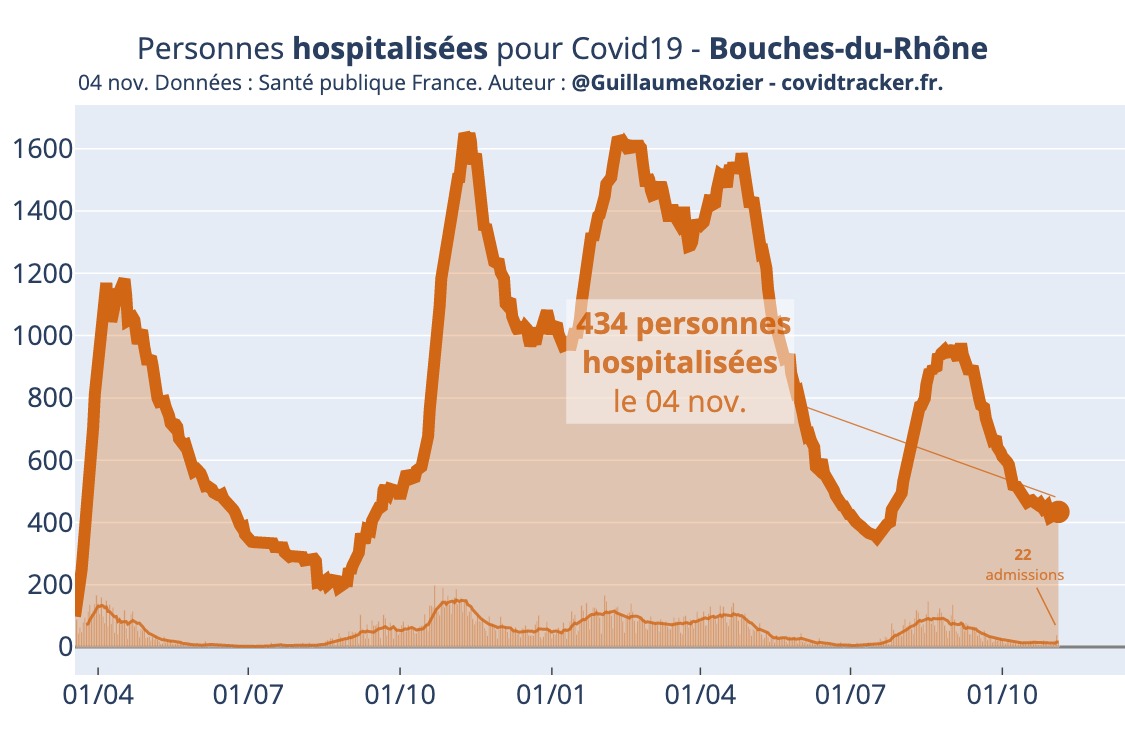 Personnes hospitalisées pour Covid19 - Bouches-du-Rhône
04 nov. Données : Santé publique France. Auteur : @GuillaumeRozier - covidtracker.fr.
1600
1400
1200
1000
800
600
400
200
0
434 personnes
hospitalisées
le 04 nov.
22
admissions
01/04
01/07
01/10
01/01
01/04
01/07
01/10